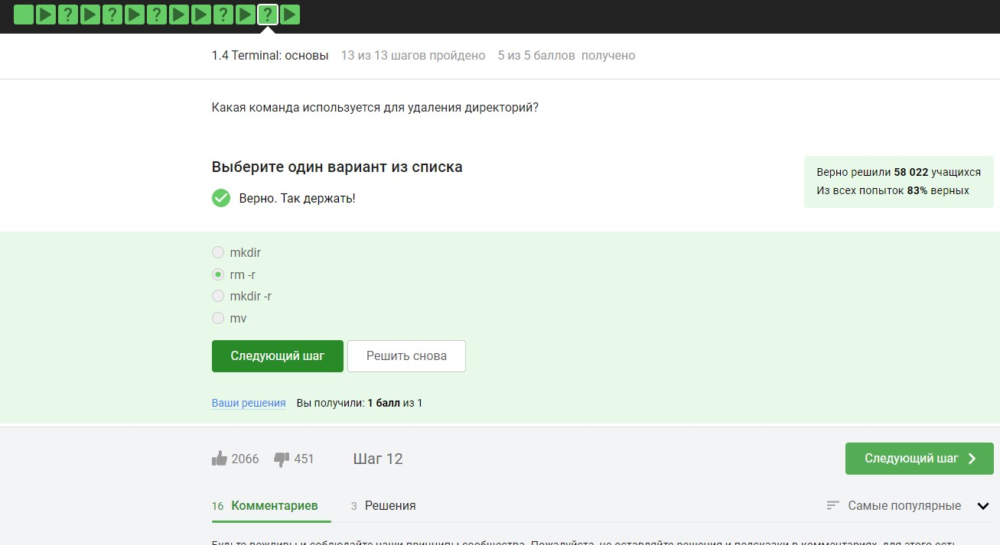 ? ? ? ? ?
1.4 Terminal: основы 13 из 13 шагов пройдено 5 из 5 баллов получено
Какая команда используется для удаления директорий?
Выберите один вариант из списка
Верно. Так держать!
Верно решили 58 022 учащихся
Из всех попыток 83% верных
mkdir
rm -r
mkdir -r
mv
Следующий шаг Решить снова
Ваши решения Вы получили: 1 балл из 1
2066 451 Шаг 12 Следующий шаг
16 Комментариев 3 Решения Самые популярные
Будьте вежливы и соблюдайте наши принципы сообщества. Пожалуйста, не оставляйте решения и подсказки в комментариях, для этого есть